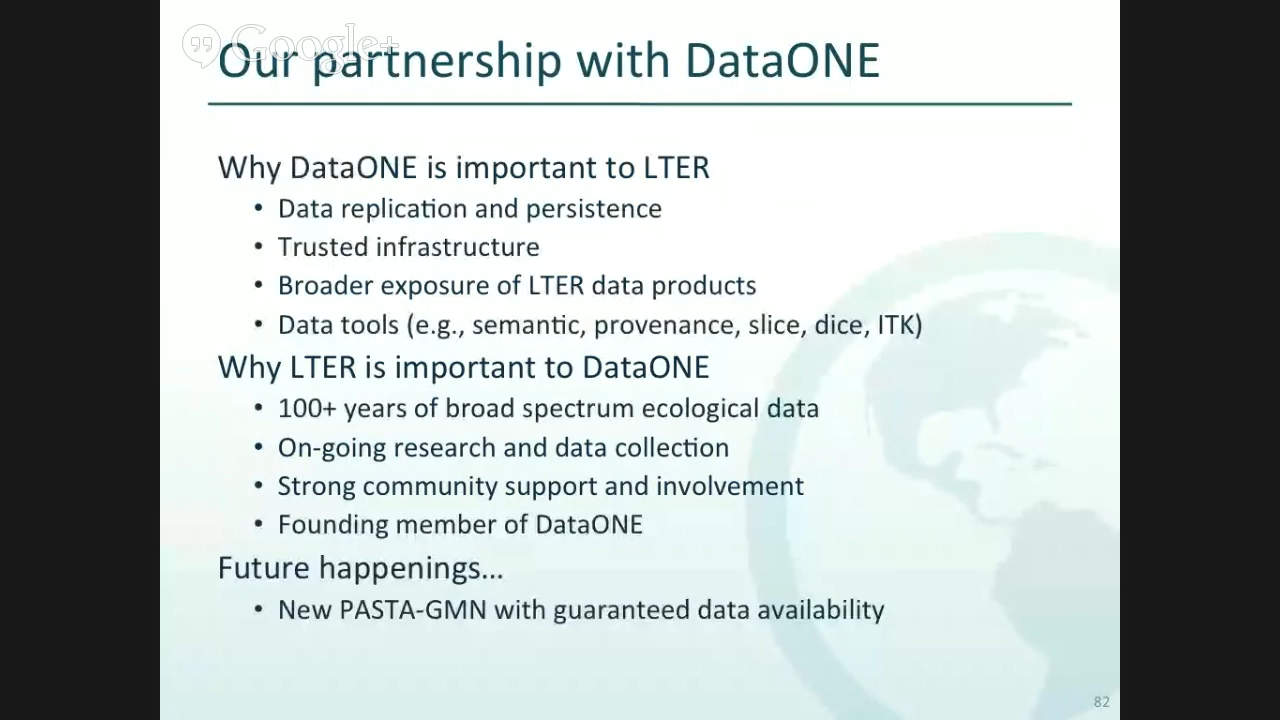 Google+
Our partnership with DataONE
Why DataONE is important to LTER
• Data replication and persistence
• Trusted infrastructure
• Broader exposure of LTER data products
• Data tools (e.g., semantic, provenance, slice, dice, ITK)
Why LTER is important to DataONE
• 100+ years of broad spectrum ecological data
• On-going research and data collection
• Strong community support and involvement
• Founding member of DataONE
Future happenings...
• New PASTA-GMN with guaranteed data availability
82